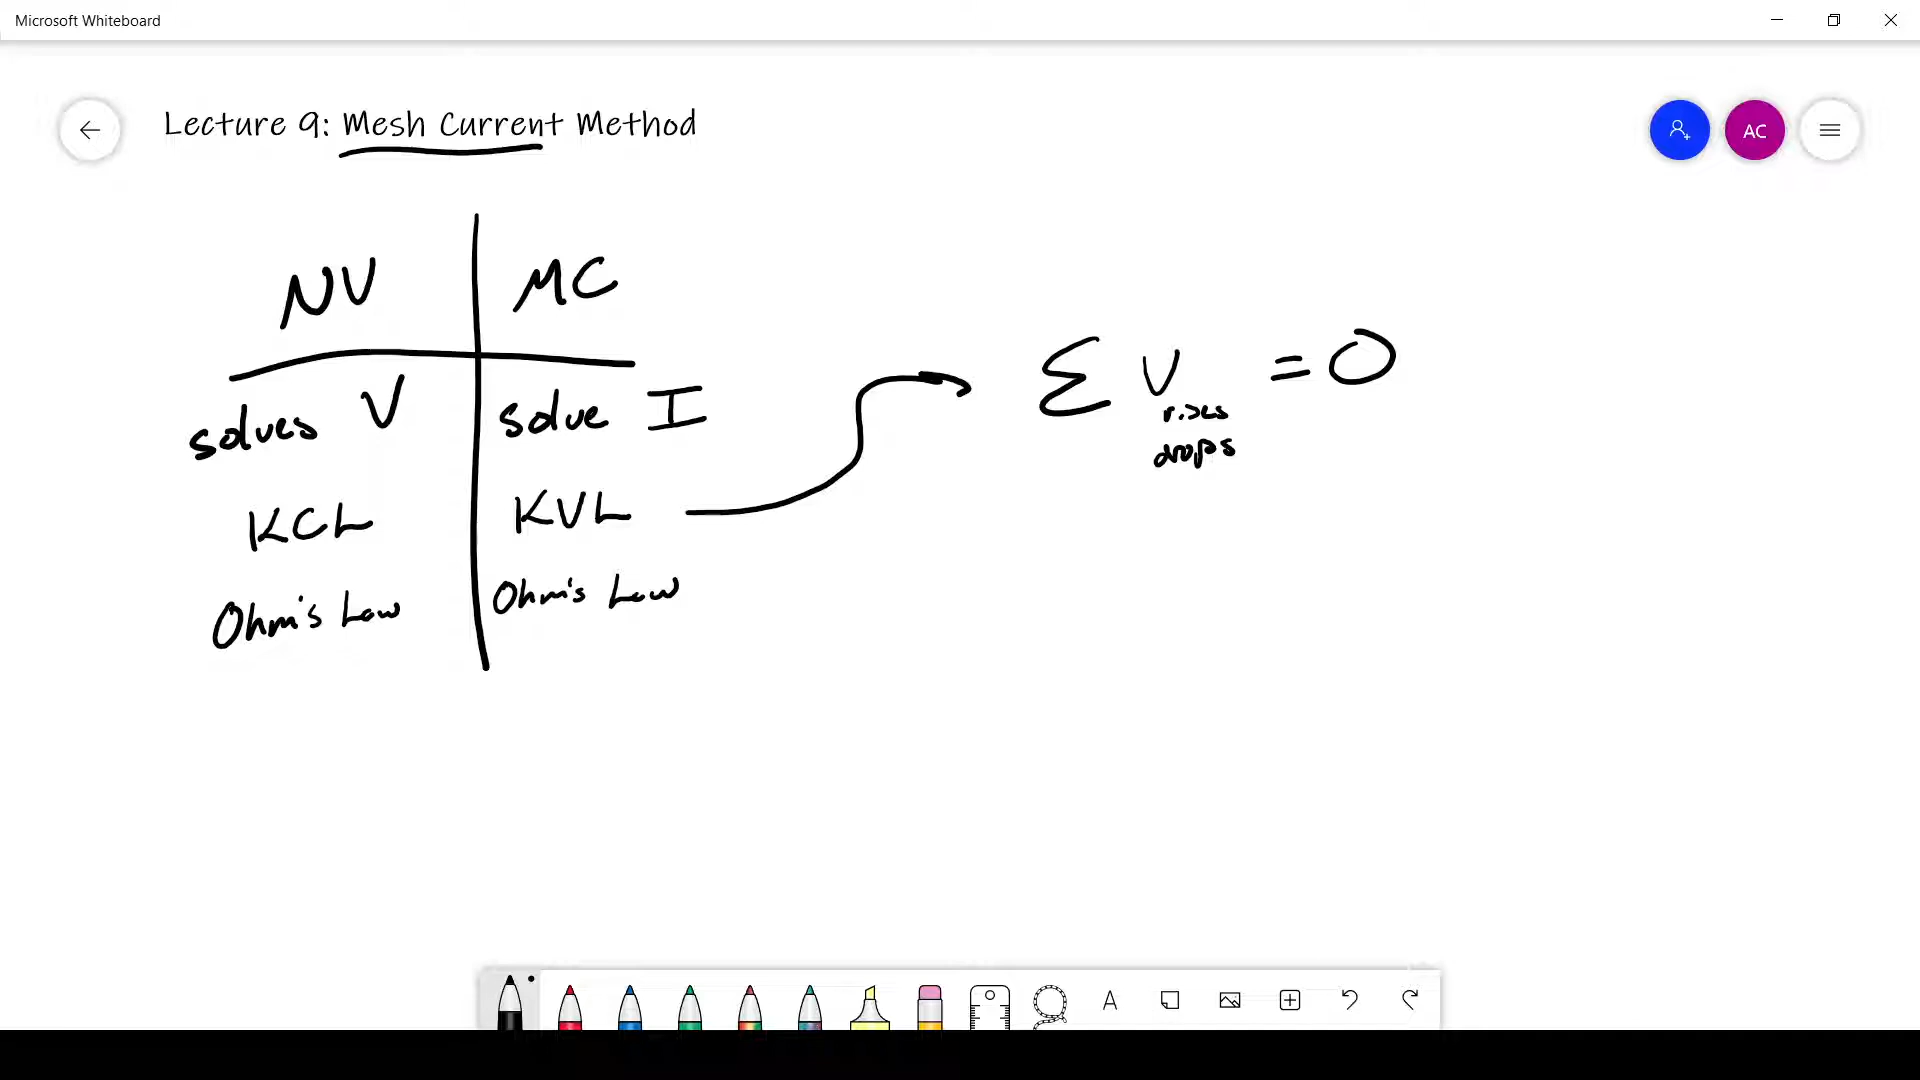 Microsoft Whiteboard
Lecture 9: Mesh Current Method
AC
NV MC
solves V solve I
Σ V = 0
rises
drops
KCL KVL
Ohm's Law Ohm's Law
A